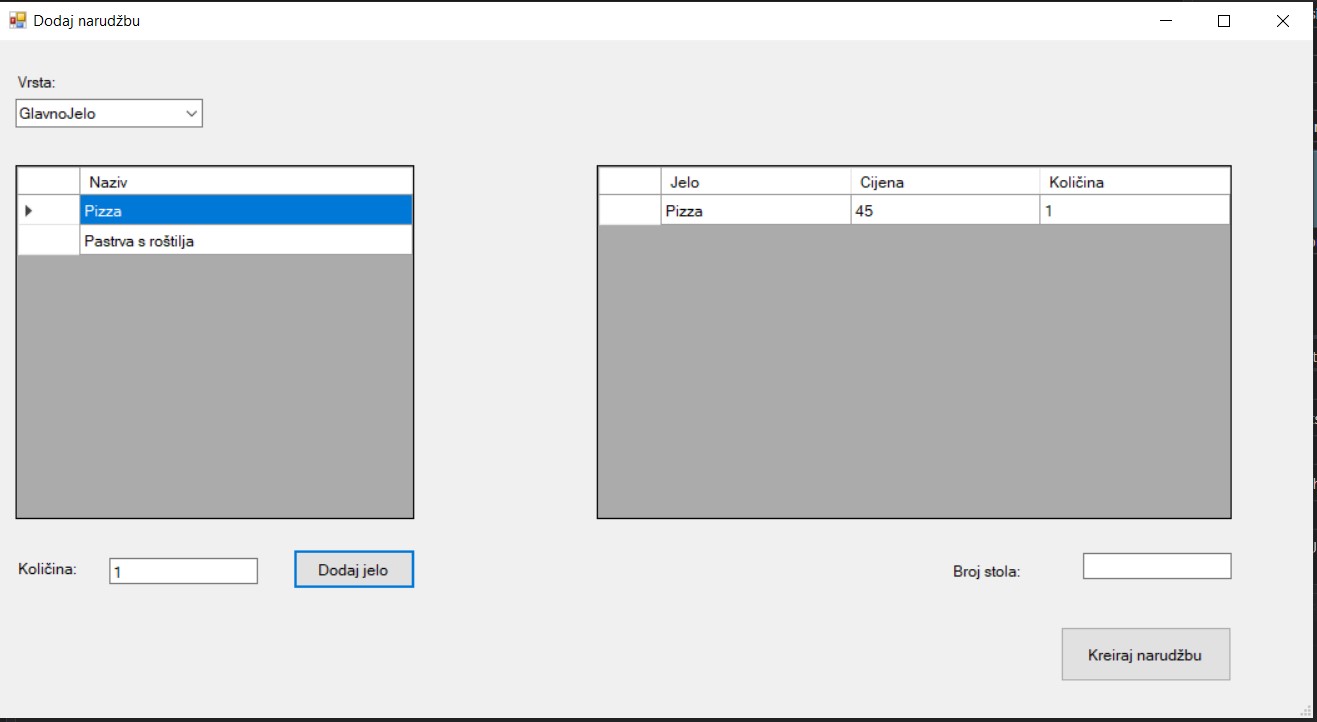 Dodaj narudžbu
Vrsta:
GlavnoJelo
Naziv
Pizza
Pastrva s roštilja
Jelo Cijena Količina
Pizza 45 1
Količina: 1 Dodaj jelo
Broj stola:
Kreiraj narudžbu